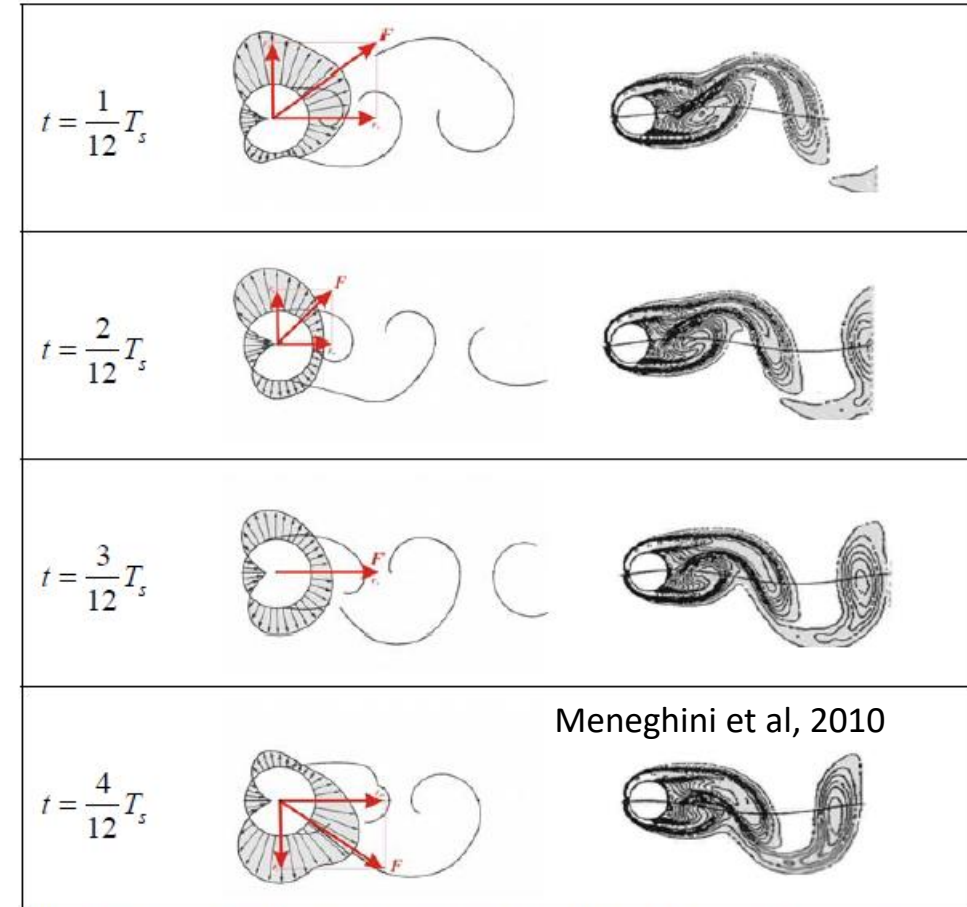 t = 1/12 T_s
F
t = 2/12 T_s
F
t = 3/12 T_s
F
Meneghini et al, 2010
t = 4/12 T_s
F